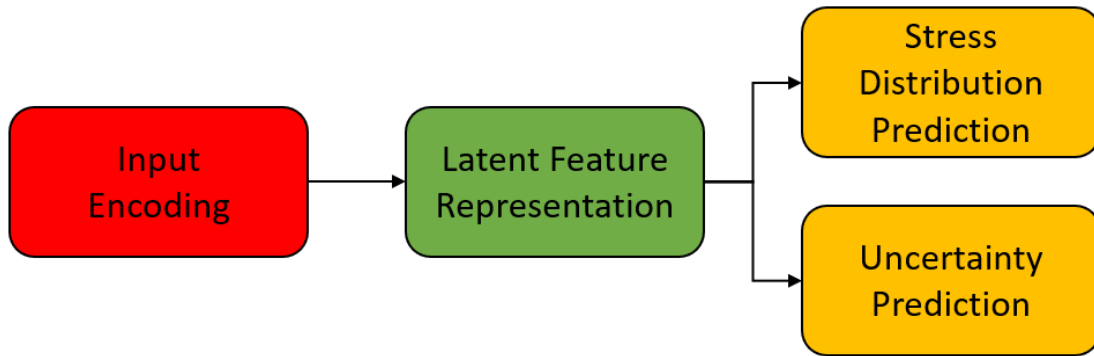 Input
Encoding
Latent Feature
Representation
Stress
Distribution
Prediction
Uncertainty
Prediction